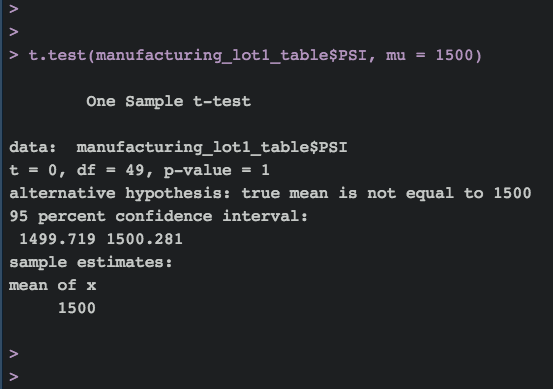 >
>
> t.test(manufacturing_lot1_table$PSI, mu = 1500)
One Sample t-test
data:  manufacturing_lot1_table$PSI
t = 0, df = 49, p-value = 1
alternative hypothesis: true mean is not equal to 1500
95 percent confidence interval:
1499.719 1500.281
sample estimates:
mean of x
1500
>
>